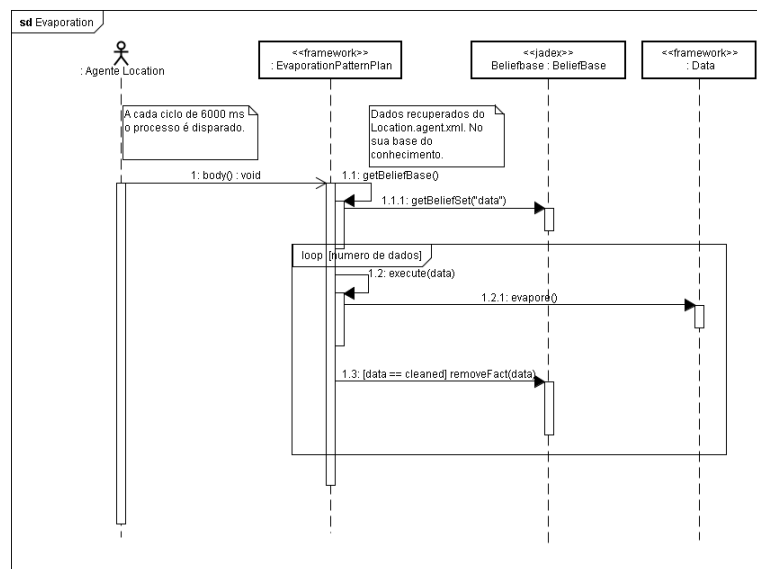 sd Evaporation
: Agente Location
<<framework>>
: EvaporationPatternPlan
<<jadex>>
Beliefbase : BeliefBase
<<framework>>
: Data
A cada ciclo de 6000 ms
o processo é disparado.
Dados recuperados do
Location.agent.xml. No
sua base do
conhecimento.
1: body() : void
1.1: getBeliefBase()
1.1.1: getBeliefSet("data")
loop [numero de dados]
1.2: execute(data)
1.2.1: evapore()
1.3: [data == cleaned] removeFact(data)